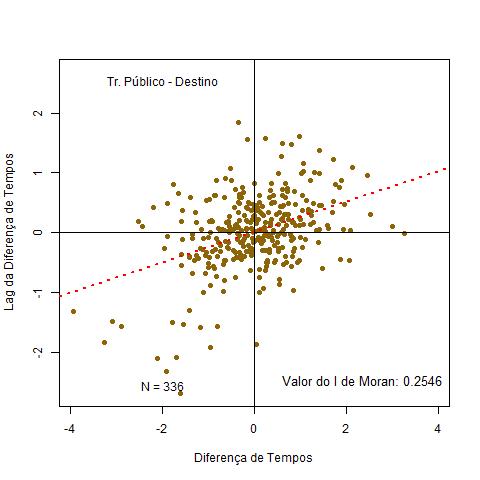 Tr. Público - Destino
Lag da Diferença de Tempos
2
1
0
-1
-2
N = 336
Valor do I de Moran: 0.2546
-4
-2
0
2
4
Diferença de Tempos